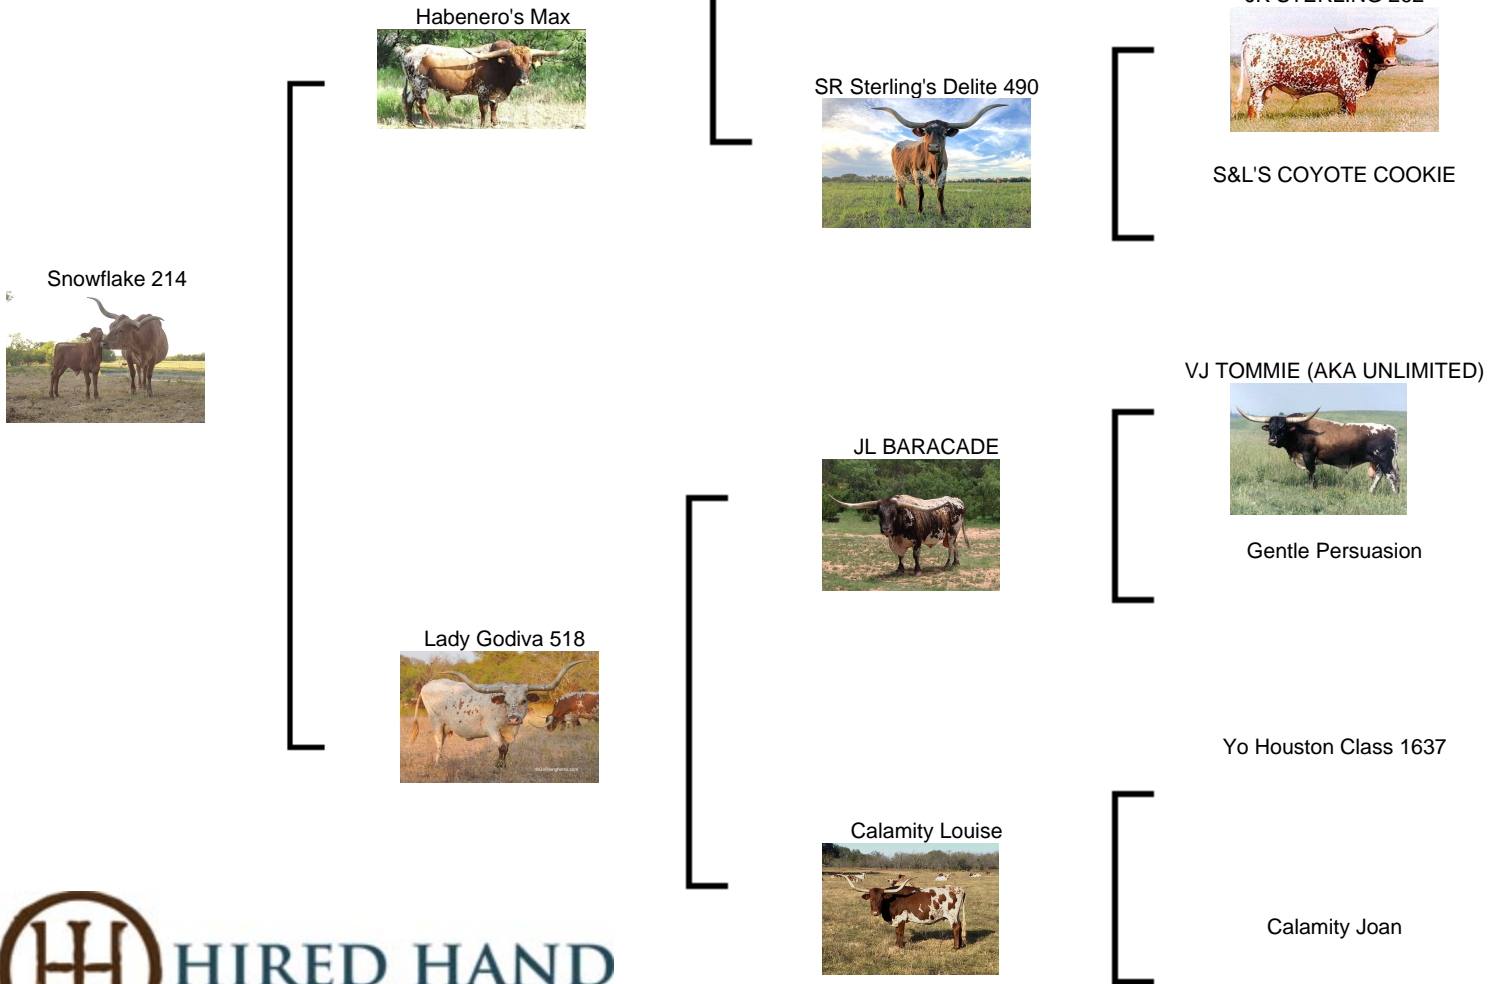 Habenero's Max
SR Sterling's Delite 490
S&L'S COYOTE COOKIE
Snowflake 214
VJ TOMMIE (AKA UNLIMITED)
JL BARACADE
Gentle Persuasion
Lady Godiva 518
Yo Houston Class 1637
Calamity Louise
Calamity Joan
HIRED HAND